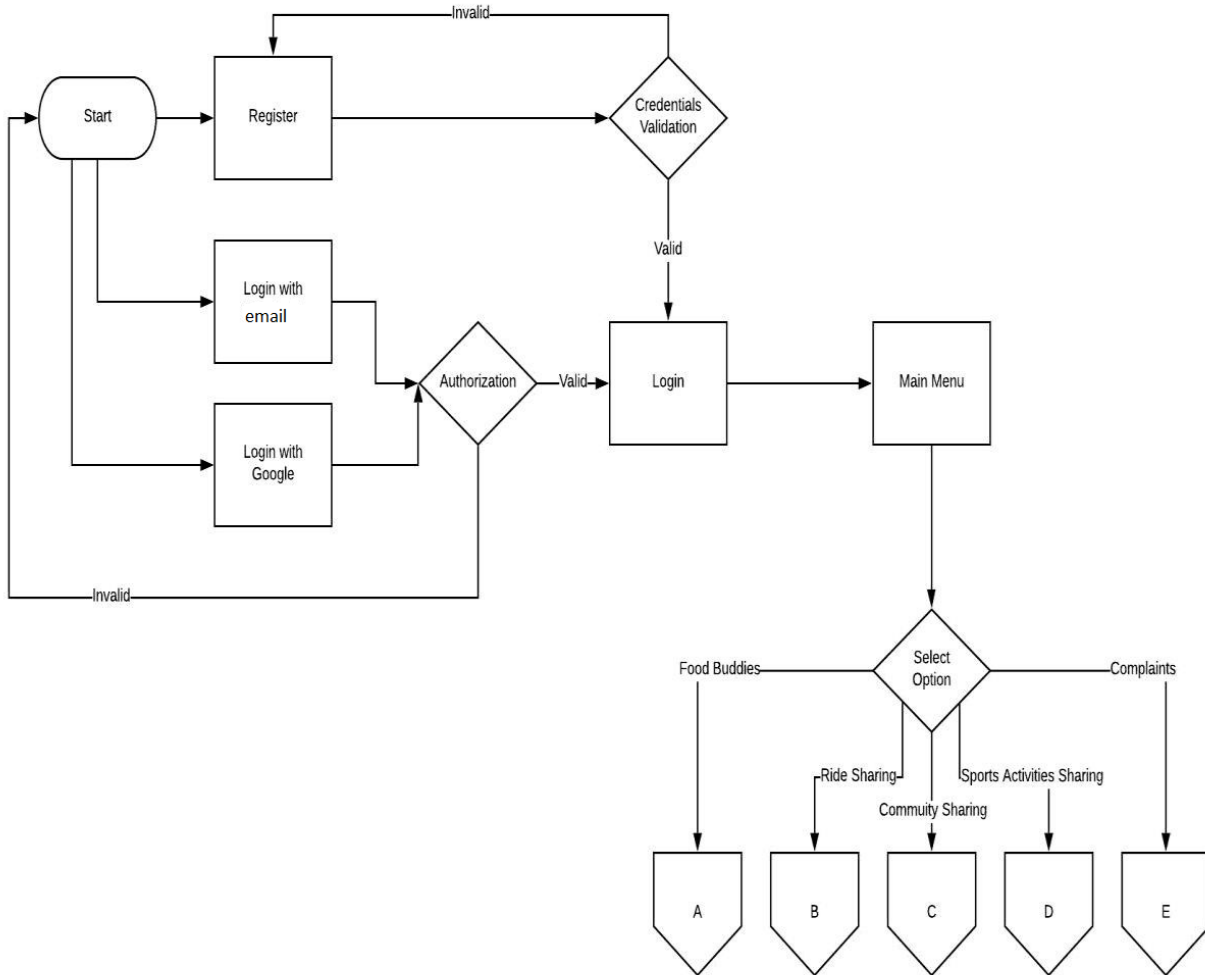 Invalid
Start
Register
Credentials
Validation
Valid
Login with
email
Authorization
Valid
Login
Main Menu
Login with
Google
Invalid
Select
Option
Food Buddies
Complaints
Ride Sharing
Sports Activities Sharing
Commuity Sharing
A
B
C
D
E